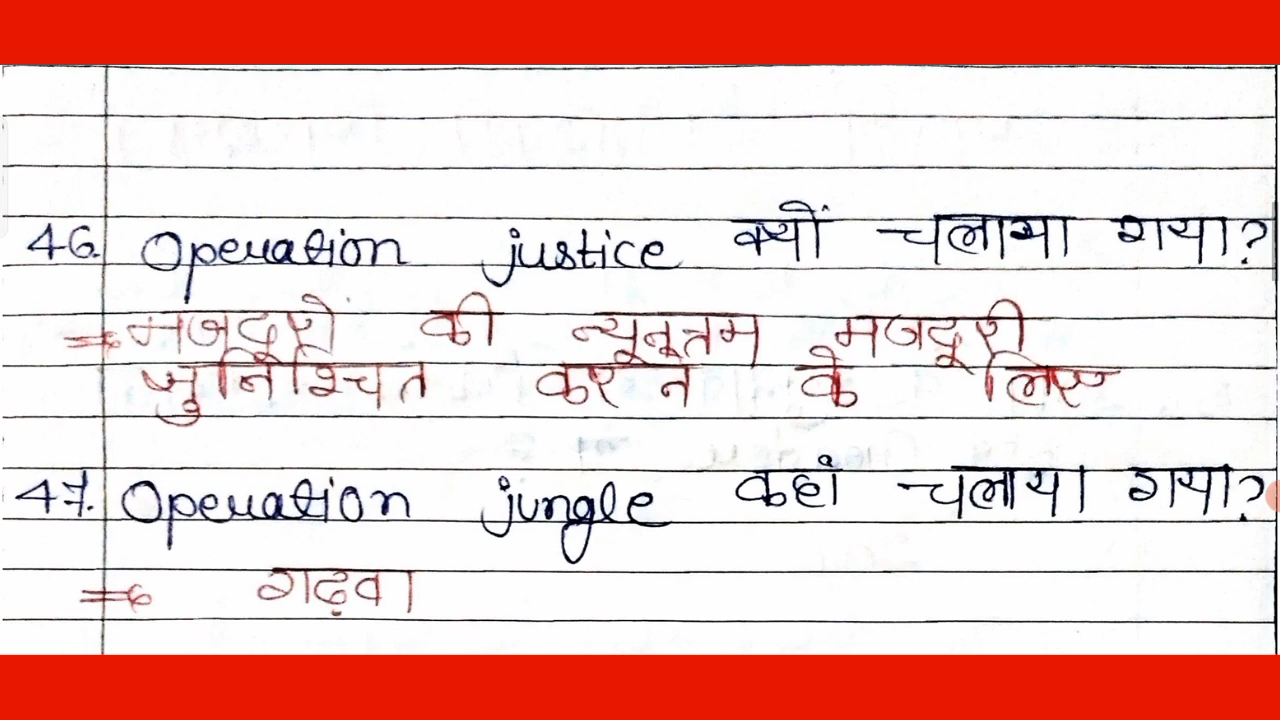 46. Operation justice क्यों चलाया गया?
⇒ मजदूरों की न्यूनतम मजदूरी
सुनिश्चित करने के लिए
47. Operation jungle कहां चलाया गया?
⇒ गढ़वा